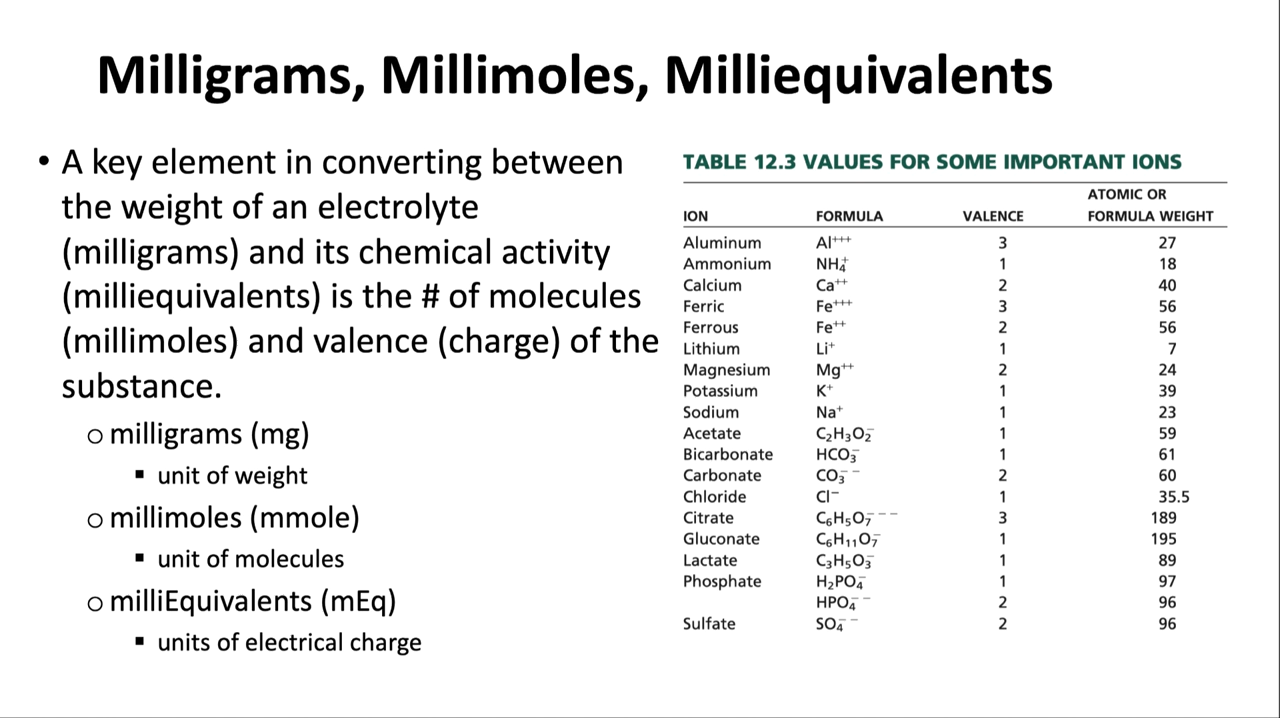 Milligrams, Millimoles, Milliequivalents
• A key element in converting between
the weight of an electrolyte
(milligrams) and its chemical activity
(milliequivalents) is the # of molecules
(millimoles) and valence (charge) of the
substance.
o milligrams (mg)
▪ unit of weight
o millimoles (mmole)
▪ unit of molecules
o milliEquivalents (mEq)
▪ units of electrical charge
TABLE 12.3 VALUES FOR SOME IMPORTANT IONS
ION FORMULA VALENCE ATOMIC OR FORMULA WEIGHT
Aluminum Al⁺⁺⁺ 3 27
Ammonium NH₄⁺ 1 18
Calcium Ca⁺⁺ 2 40
Ferric Fe⁺⁺⁺ 3 56
Ferrous Fe⁺⁺ 2 56
Lithium Li⁺ 1 7
Magnesium Mg⁺⁺ 2 24
Potassium K⁺ 1 39
Sodium Na⁺ 1 23
Acetate C₂H₃O₂⁻ 1 59
Bicarbonate HCO₃⁻ 1 61
Carbonate CO₃⁻⁻ 2 60
Chloride Cl⁻ 1 35.5
Citrate C₆H₅O₇⁻⁻⁻ 3 189
Gluconate C₆H₁₁O₇⁻ 1 195
Lactate C₃H₅O₃⁻ 1 89
Phosphate H₂PO₄⁻ 1 97
HPO₄⁻⁻ 2 96
Sulfate SO₄⁻⁻ 2 96